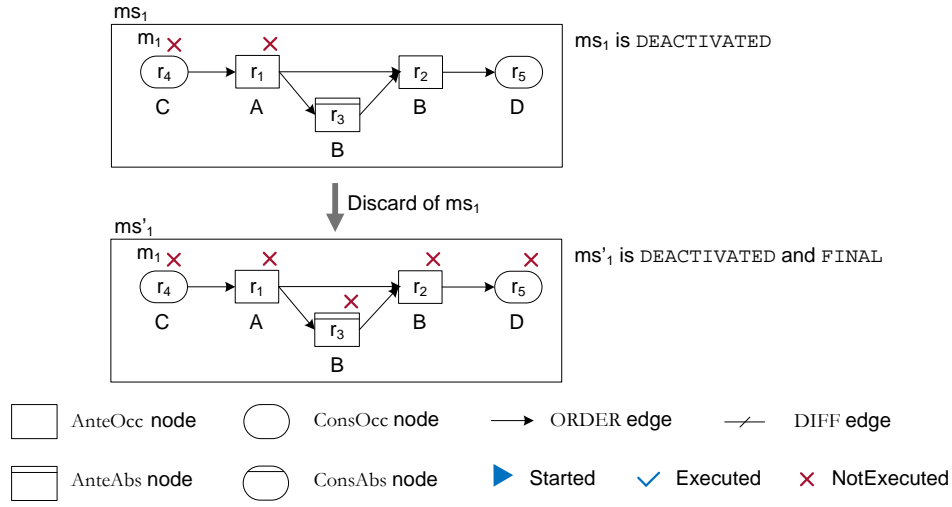 ms₁
ms₁ is DEACTIVATED
m₁
r₄ r₁ r₂ r₅
C A B D
r₃
B
Discard of ms₁
ms'₁
ms'₁ is DEACTIVATED and FINAL
m₁
r₄ r₁ r₂ r₅
C A B D
r₃
B
AnteOcc node ConsOcc node ORDER edge DIFF edge
AnteAbs node ConsAbs node Started Executed NotExecuted